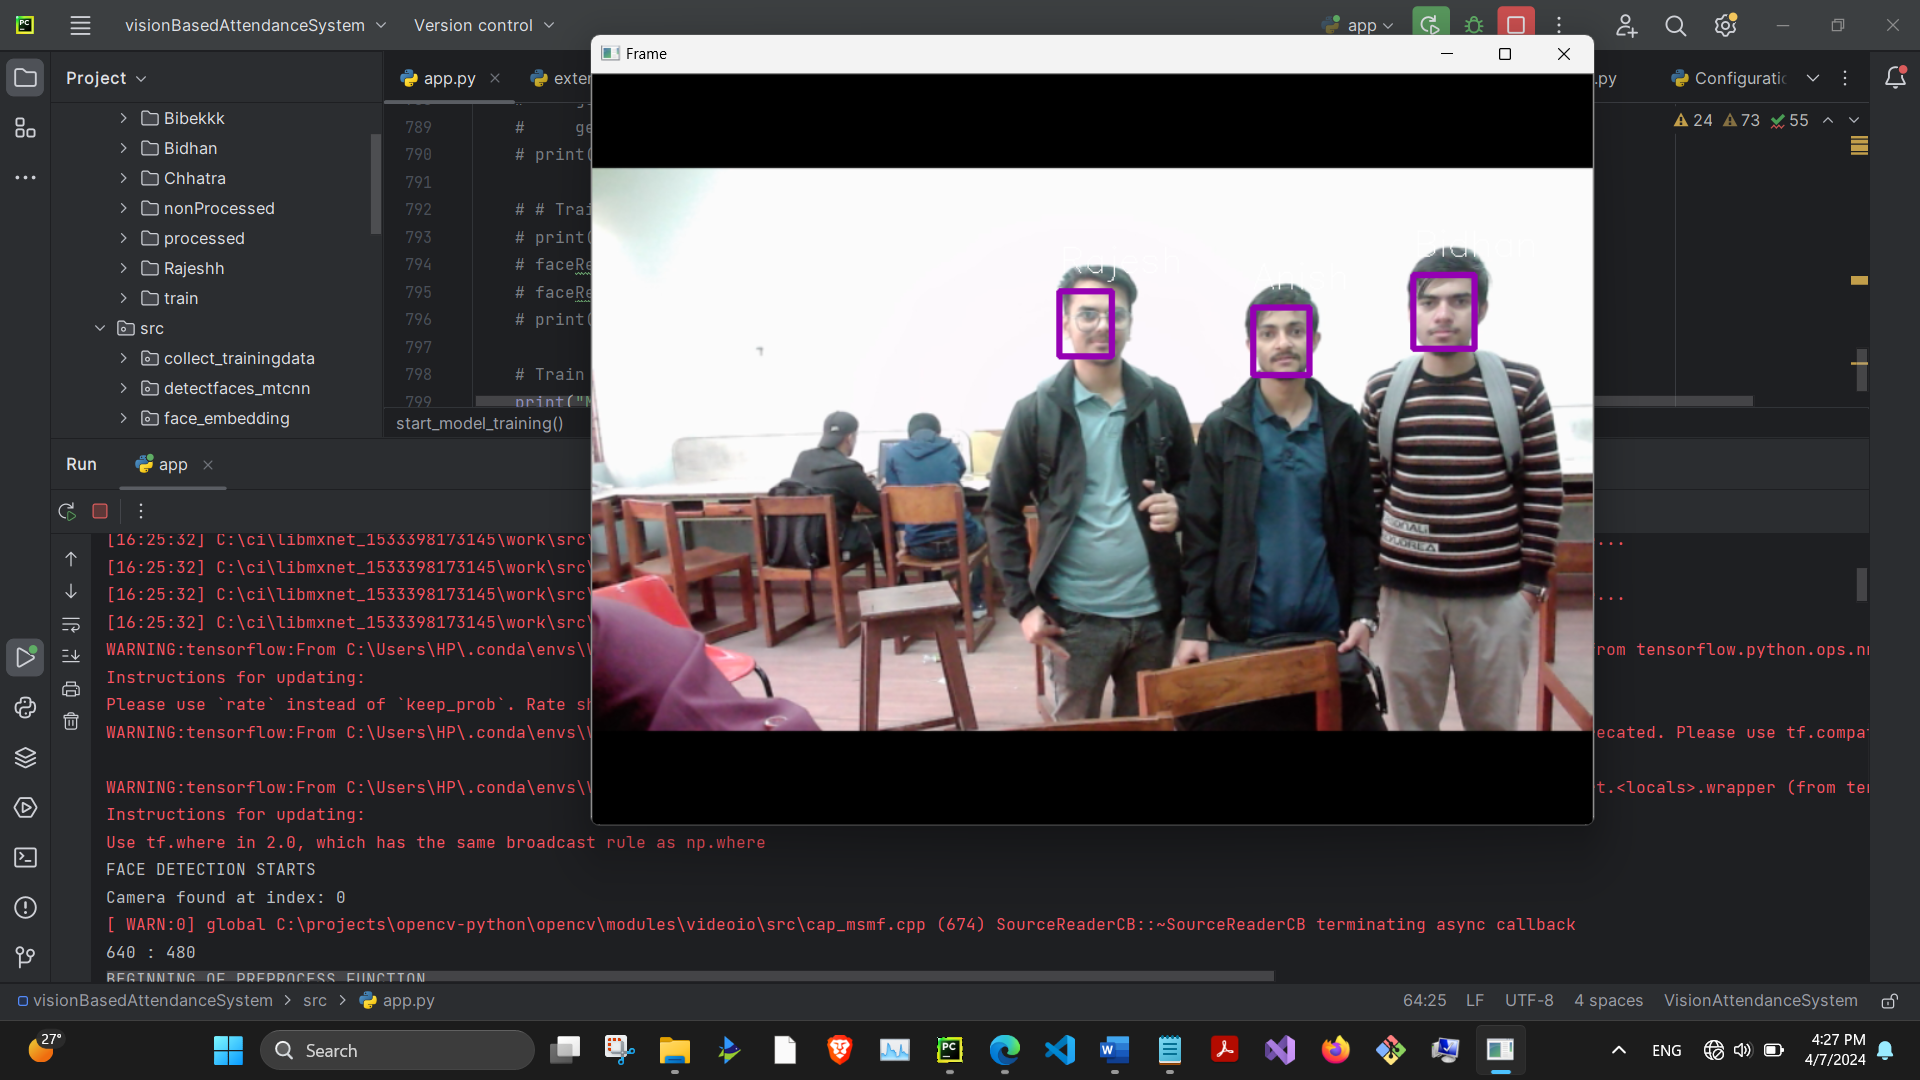 visionBasedAttendanceSystem
Version control
app
Frame
Project
app.py
exter
.py
Configuratio
Bibekkk
Bidhan
Chhatra
nonProcessed
processed
Rajeshh
train
src
collect_trainingdata
detectfaces_mtcnn
face_embedding
24 73 55
789 # ge
790 # print(
791
792 # # Trai
793 # print(
794 # faceRe
795 # faceRe
796 # print(
797
798 # Train
799 print("M
start_model_training()
Rajesh
Anish
Run
app
[16:25:32] C:\ci\libmxnet_1533398173145\work\src\
...
[16:25:32] C:\ci\libmxnet_1533398173145\work\src\
[16:25:32] C:\ci\libmxnet_1533398173145\work\src\
...
[16:25:32] C:\ci\libmxnet_1533398173145\work\src\
WARNING:tensorflow:From C:\Users\HP\.conda\envs\
rom tensorflow.python.ops.nn
Instructions for updating:
Please use `rate` instead of `keep_prob`. Rate sh
WARNING:tensorflow:From C:\Users\HP\.conda\envs\
ecated. Please use tf.compat
WARNING:tensorflow:From C:\Users\HP\.conda\envs\
t.<locals>.wrapper (from ten
Instructions for updating:
Use tf.where in 2.0, which has the same broadcast rule as np.where
FACE DETECTION STARTS
Camera found at index: 0
[ WARN:0] global C:\projects\opencv-python\opencv\modules\videoio\src\cap_msmf.cpp (674) SourceReaderCB::~SourceReaderCB terminating async callback
640 : 480
BEGINNING OF PREPROCESS FUNCTION
visionBasedAttendanceSystem > src > app.py
64:25 LF UTF-8 4 spaces VisionAttendanceSystem
27°
Search
ENG
4:27 PM
4/7/2024